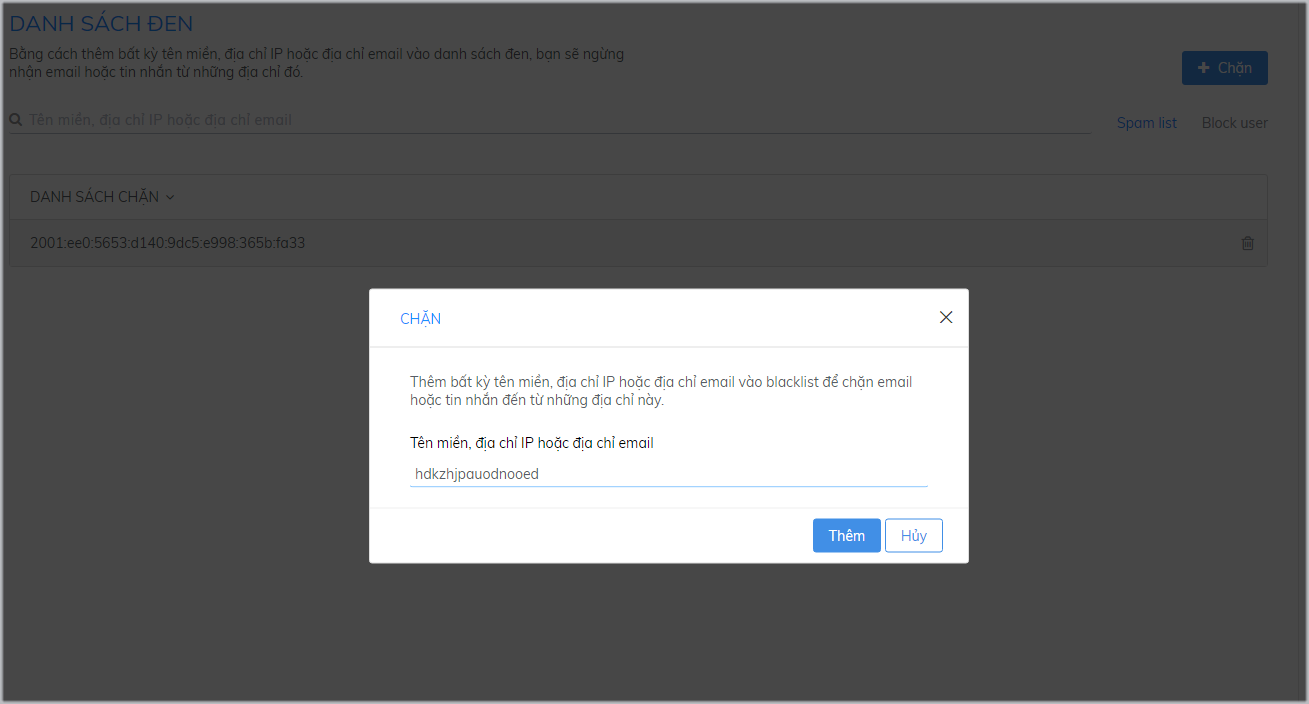 DANH SÁCH ĐEN
Bằng cách thêm bất kỳ tên miền, địa chỉ IP hoặc địa chỉ email vào danh sách đen, bạn sẽ ngừng
nhận email hoặc tin nhắn từ những địa chỉ đó.
Chặn
Tên miền, địa chỉ IP hoặc địa chỉ email
Spam list
Block user
DANH SÁCH CHẶN
2001:ee0:5653:d140:9dc5:e998:365b:fa33
CHẶN
Thêm bất kỳ tên miền, địa chỉ IP hoặc địa chỉ email vào blacklist để chặn email
hoặc tin nhắn đến từ những địa chỉ này.
Tên miền, địa chỉ IP hoặc địa chỉ email
hdkzhjpauodnooed
Thêm
Hủy